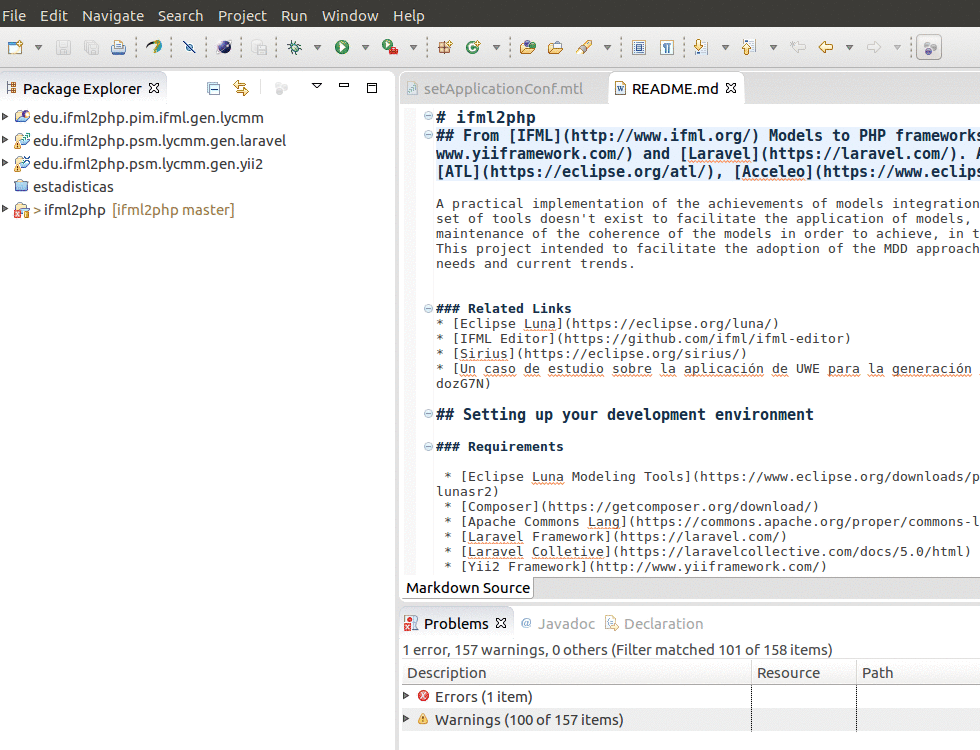 File Edit Navigate Search Project Run Window Help
Package Explorer
edu.ifml2php.pim.ifml.gen.lycmm
edu.ifml2php.psm.lycmm.gen.laravel
edu.ifml2php.psm.lycmm.gen.yii2
estadisticas
> ifml2php [ifml2php master]
setApplicationConf.mtl README.md
# ifml2php
## From [IFML](http://www.ifml.org/) Models to PHP frameworks
www.yiiframework.com/) and [Laravel](https://laravel.com/). A
[ATL](https://eclipse.org/atl/), [Acceleo](https://www.eclips
A practical implementation of the achievements of models integration
set of tools doesn't exist to facilitate the application of models,
maintenance of the coherence of the models in order to achieve, in t
This project intended to facilitate the adoption of the MDD approach
needs and current trends.
### Related Links
* [Eclipse Luna](https://eclipse.org/luna/)
* [IFML Editor](https://github.com/ifml/ifml-editor)
* [Sirius](https://eclipse.org/sirius/)
* [Un caso de estudio sobre la aplicación de UWE para la generación
dozG7N)
## Setting up your development environment
### Requirements
* [Eclipse Luna Modeling Tools](https://www.eclipse.org/downloads/p
lunasr2)
* [Composer](https://getcomposer.org/download/)
* [Apache Commons Lang](https://commons.apache.org/proper/commons-l
* [Laravel Framework](https://laravel.com/)
* [Laravel Colletive](https://laravelcollective.com/docs/5.0/html)
* [Yii2 Framework](http://www.yiiframework.com/)
Markdown Source
Problems @ Javadoc Declaration
1 error, 157 warnings, 0 others (Filter matched 101 of 158 items)
Description Resource Path
Errors (1 item)
Warnings (100 of 157 items)